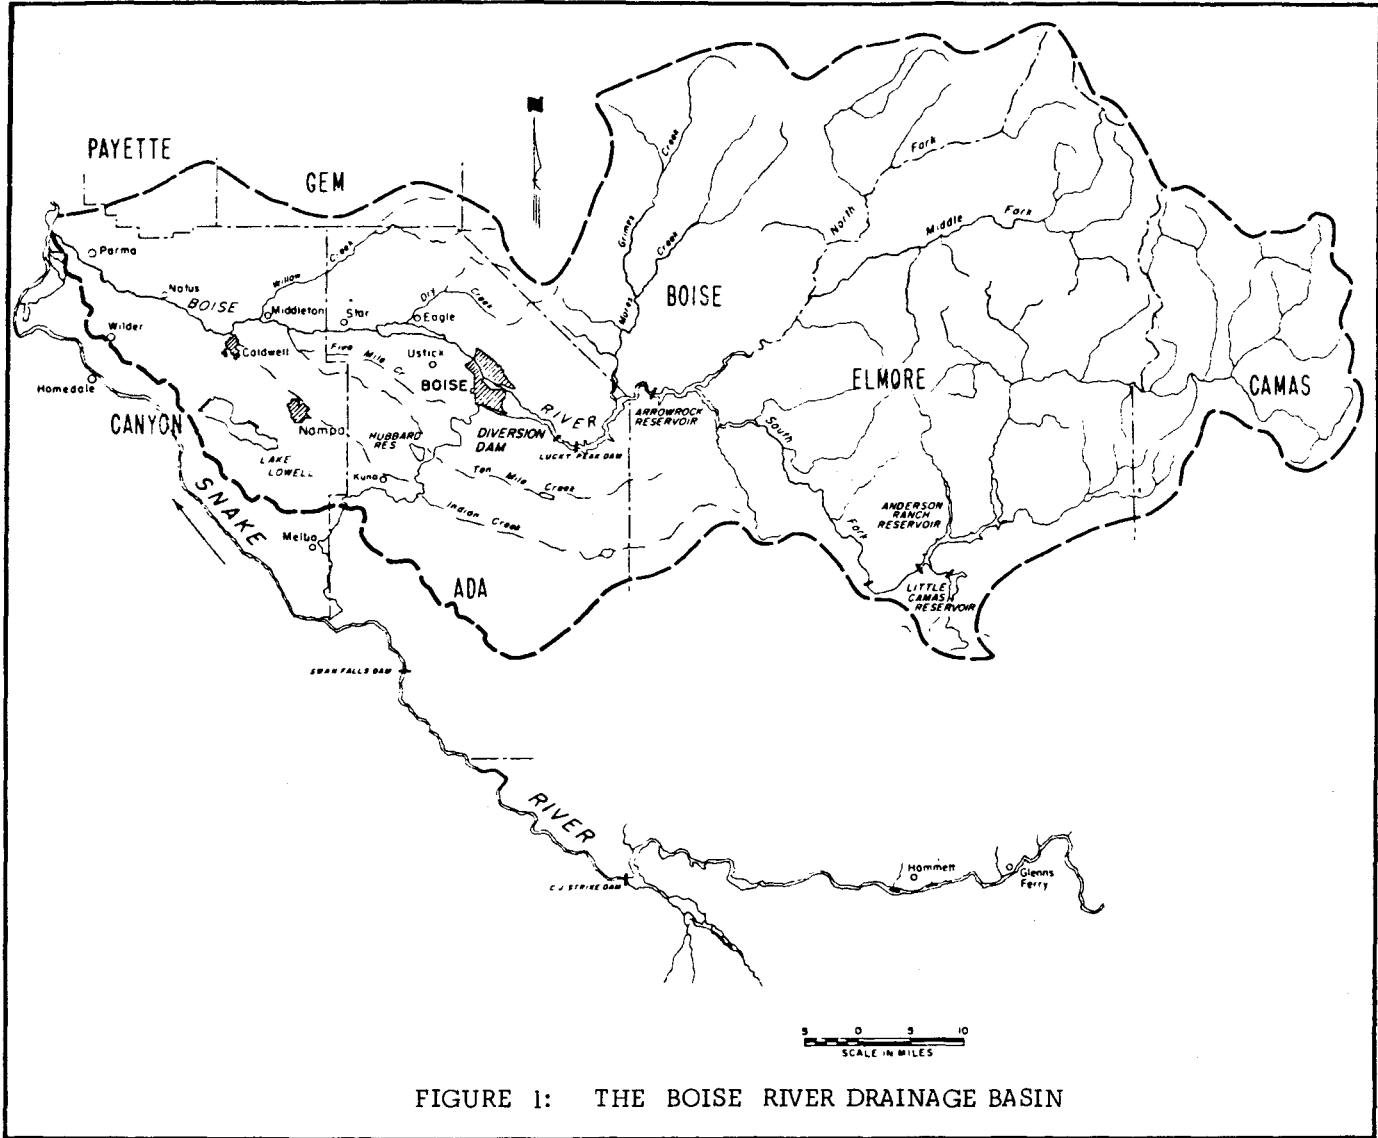 PAYETTE
GEM
N
Parma
Notus
BOISE
Willow Creek
Middleton
Star
Dry Creek
Eagle
Wilder
Caldwell
Five Mile Cr
Ustick
BOISE
Homedale
CANYON
Nampa
HUBBARD
RES
DIVERSION
DAM
RIVER
LUCKY PEAK DAM
LAKE
LOWELL
Kuna
Ten Mile Creek
Indian Creek
SNAKE
Melba
ADA
Grimes Creek
Mores Creek
BOISE
North Fork
Middle Fork
ELMORE
CAMAS
ARROWROCK
RESERVOIR
South Fork
ANDERSON
RANCH
RESERVOIR
LITTLE
CAMAS
RESERVOIR
SWAN FALLS DAM
RIVER
C J STRIKE DAM
Hammett
Glenns
Ferry
5 0 5 10
SCALE IN MILES
FIGURE 1: THE BOISE RIVER DRAINAGE BASIN